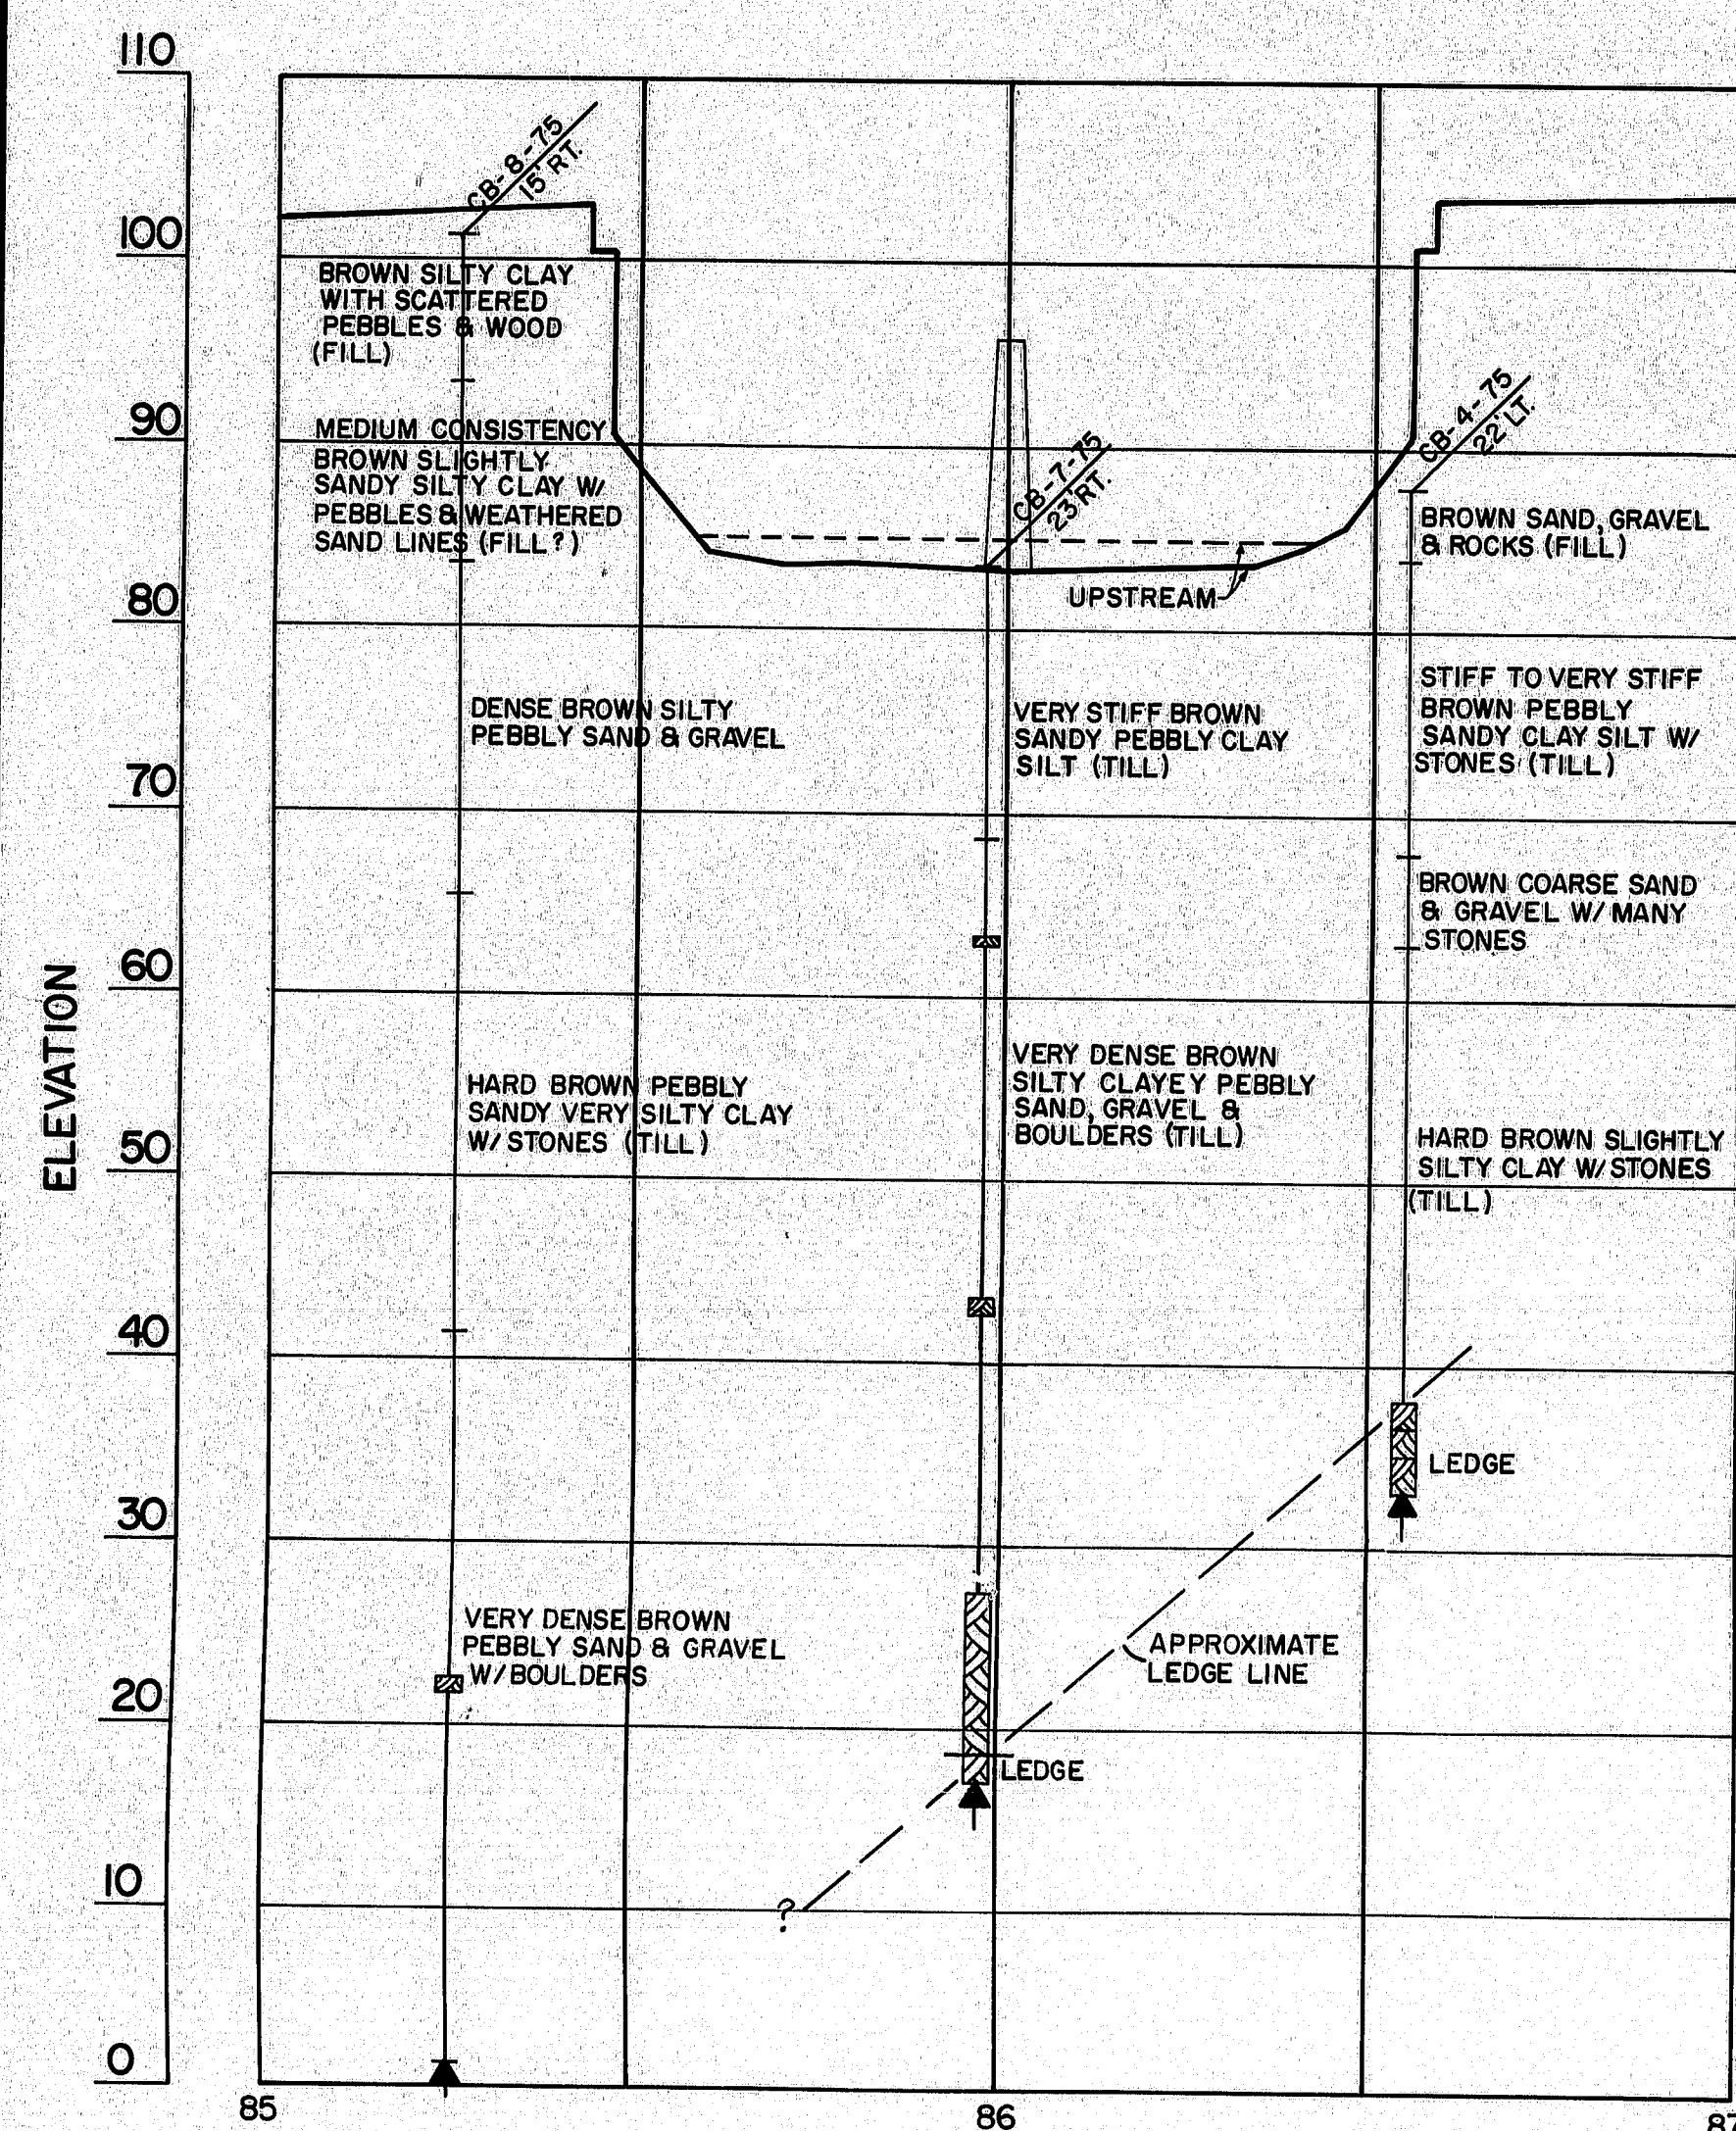 110
100
90
80
70
60
50
40
30
20
10
0
ELEVATION
CB-8-75
15' RT.
BROWN SILTY CLAY
WITH SCATTERED
PEBBLES & WOOD
(FILL)
MEDIUM CONSISTENCY
BROWN SLIGHTLY
SANDY SILTY CLAY W/
PEBBLES & WEATHERED
SAND LINES (FILL?)
DENSE BROWN SILTY
PEBBLY SAND & GRAVEL
HARD BROWN PEBBLY
SANDY VERY SILTY CLAY
W/ STONES (TILL)
VERY DENSE BROWN
PEBBLY SAND & GRAVEL
W/BOULDERS
CB-7-75
23' RT.
UPSTREAM
VERY STIFF BROWN
SANDY PEBBLY CLAY
SILT (TILL)
VERY DENSE BROWN
SILTY CLAYEY PEBBLY
SAND, GRAVEL &
BOULDERS (TILL)
LEDGE
APPROXIMATE
LEDGE LINE
?
CB-4-75
22' LT.
BROWN SAND, GRAVEL
& ROCKS (FILL)
STIFF TO VERY STIFF
BROWN PEBBLY
SANDY CLAY SILT W/
STONES (TILL)
BROWN COARSE SAND
& GRAVEL W/ MANY
STONES
HARD BROWN SLIGHTLY
SILTY CLAY W/ STONES
(TILL)
LEDGE
85
86
87